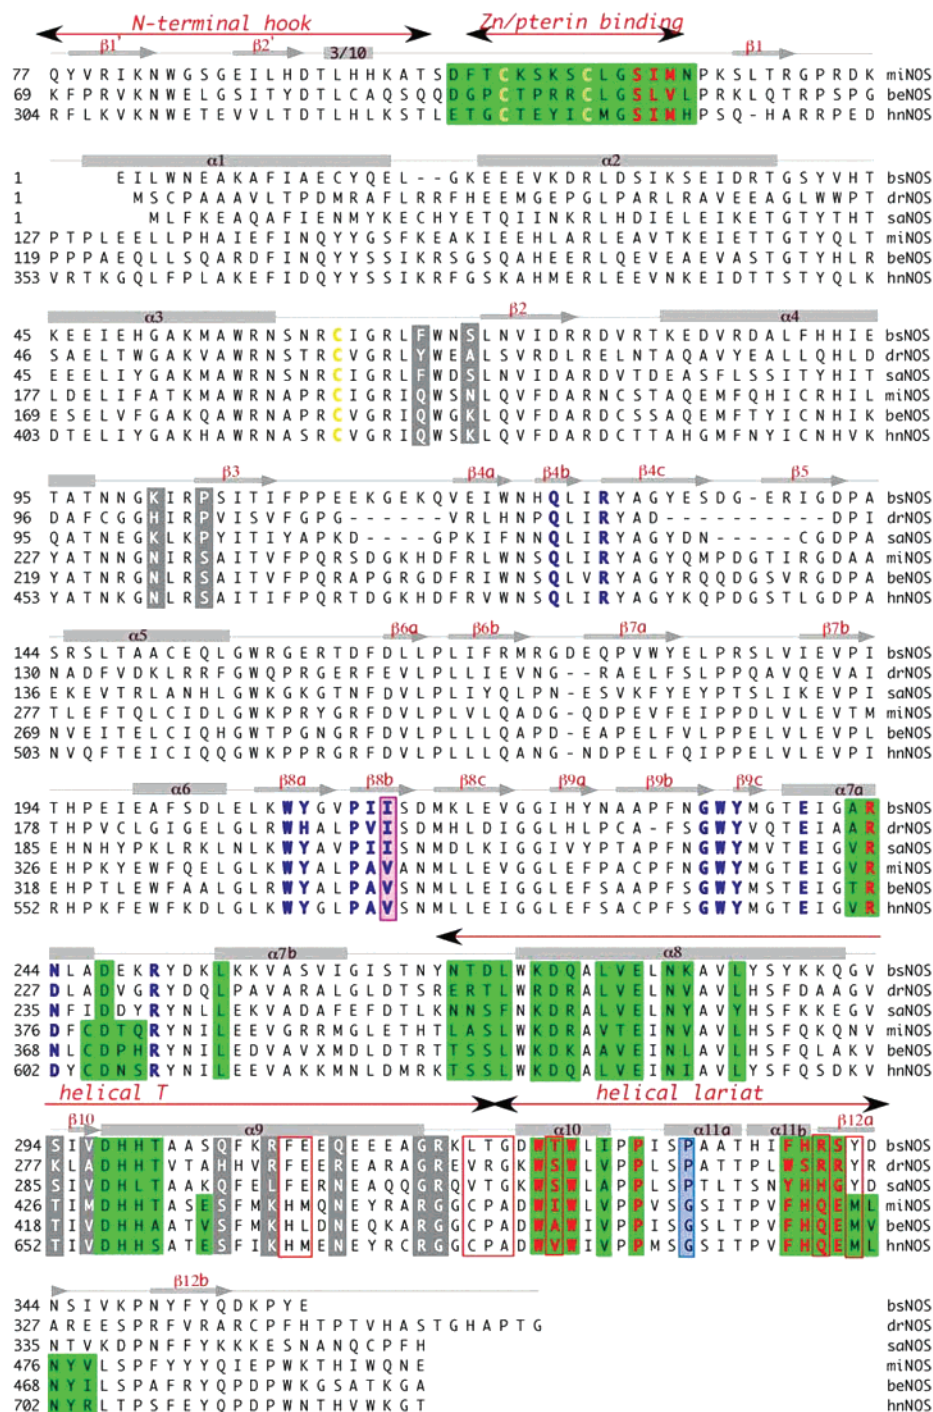 N-terminal hook Zn/pterin binding
β1' β2' 3/10 β1
77 QYVRIKNWGSGEILHDTLHHKATSDFTCKSKSCLGSIMNPKSLTRGPRDK miNOS
69 KFPRVKNWELGSITYDTLCAQSQQDGPCTPRRCLGSLVLPRKLQTRPSPG beNOS
304 RFLKVKNWETEVVLTDTLHLKSTLETGCTEYICMGSIMHPSQ-HARRPED hnNOS
α1 α2
1 EILWNEAKAFIAECYQEL--GKEEEVKDRLDSIKSEIDRTGSYVHT bsNOS
1 MSCPAAAVLTPDMRAFLRRFHEEMGEPGLPARLRAVEEAGLWWPT drNOS
1 MLFKEAQAFIENMYKECHYETQIINKRLHDIELEIKETGTYTHT saNOS
127 PTPLEELLPHAIEFINQYYGSFKEAKIEEHLARLEAVTKEIETTGTYQLT miNOS
119 PPPAEQLLSQARDFINQYYSSIKRSGSQAHEERLQEVEAEVASTGTYHLR beNOS
353 VRTKGQLFPLAKEFIDQYYSSIKRFGSKAHMERLEEVNKEIDTTSTYQLK hnNOS
α3 β2 α4
45 KEEIEHGAKMAWRNSNRCIGRLFWNSLNVIDRRDVRTKEDVRDALFHHIE bsNOS
46 SAELTWGAKVAWRNSTRCVGRLYWEALSVRDLRELNTAQAVYEALLQHLD drNOS
45 EEELIYGAKMAWRNSNRCIGRLFWDSLNVIDARDVTDEASFLSSITYHIT saNOS
177 LDELIFATKMAWRNAPRCIGRIQWSNLQVFDARNCSTAQEMFQHICRHIL miNOS
169 ESELVFGAKQAWRNAPRCVGRIQWGKLQVFDARDCSSAQEMFTYICNHIK beNOS
403 DTELIYGAKHAWRNASRCVGRIQWSKLQVFDARDCTTAHGMFNYICNHVK hnNOS
β3 β4a β4b β4c β5
95 TATNNGKIRPSITIFPPEEKGEKQVEIWNHQLIRYAGYESDG-ERIGDPA bsNOS
96 DAFCGGHIRPVISVFGPG------VRLHNPQLIRYAD----------DPI drNOS
95 QATNEGKLKPYITIYAPKD----GPKIFNNQLIRYAGYDN-----CGDPA saNOS
227 YATNNGNIRSAITVFPQRSDGKHDFRLWNSQLIRYAGYQMPDGTIRGDAA miNOS
219 YATNRGNLRSAITVFPQRAPGRGDFRIWNSQLVRYAGYRQQDGSVRGDPA beNOS
453 YATNKGNLRSAITIFPQRTDGKHDFRVWNSQLIRYAGYKQPDGSTLGDPA hnNOS
α5 β6a β6b β7a β7b
144 SRSLTAACEQLGWRGERTDFDLLPLIFRMRGDEQPVWYELPRSLVIEVPI bsNOS
130 NADFVDKLRRFGWQPRGERFEVLPLLIEVNG--RAELFSLPPQAVQEVAI drNOS
136 EKEVTRLANHLGWKGKGTNFDVLPLIYQLPN-ESVKFYEYPTSLIKEVPI saNOS
277 TLEFTQLCIDLGWKPRYGRFDVLPLVLQADG-QDPEVFEIPPDLVLEVTM miNOS
269 NVEITELCIQHGWTPGNGRFDVLPLLLQAPD-EAPELFVLPPELVLEVPL beNOS
503 NVQFTEICIQQGWKPPRGRFDVLPLLLQANG-NDPELFQIPPELVLEVPI hnNOS
α6 β8a β8b β8c β9a β9b β9c α7a
194 THPEIEAFSDLELKWYGVPIISDMKLEVGGIHYNAAPFNGWYMGTEIGAR bsNOS
178 THPVCLGIGELGLRWHALPVISDMHLDIGGLHLPCA-FSGWYVQTEIAAR drNOS
185 EHNHYPKLRKLNLKWYAVPIISNMDLKIGGIVYPTAPFNGWYMVTEIGVR saNOS
326 EHPKYEWFQELGLKWYALPAVSNMLLEVGGLEFPACPFNGWYMGTEIGVR miNOS
318 EHPTLEWFAALGLRWYALPAVSNMLLEIGGLEFSAAPFSGWYMSTEIGTR beNOS
552 RHPKFEWFKDLGLKWYGLPAVSNMLLEIGGLEFSACPFSGWYMGTEIGVR hnNOS
α7b α8
244 NLADEKRYDKLKKVASVIGISTNYNTDLWKDQALVELNKAVLYSYKKQGV bsNOS
227 DLADVGRYDQLPAVARALGLDTSRERTLWRDRALVELNVAVLHSFDAAGV drNOS
235 NFIDDYRYNLLEKVADAFEFDTLKNNSFNKDRALVELNYAVYHSFKKEGV saNOS
376 DFCDTQRYNILEEVGRRMGLETHTLASLWKDRAVTEINVAVLHSFQKQNV miNOS
368 NLCDPHRYNILEDVAVXMDLDTRTTSSLWKDKAAVEINLAVLHSFQLAKV beNOS
602 DYCDNSRYNILEEVAKKMNLDMRKTSSLWKDQALVEINIAVLYSFQSDKV hnNOS
helical T helical lariat
β10 α9 α10 α11a α11b β12a
294 SIVDHHTAASQFKRFEEQEEEAGRKLTGDWTWLIPPISPAATHIFHRSYD bsNOS
277 KLADHHTVTAHHVRFEEREARAGREVRGKWSWLVPPLSPATTPLWSRRYR drNOS
285 SIVDHLTAAKQFELFERNEAQQGRQVTGKWSWLAPPLSPTLTSNYHHGYD saNOS
426 TIMDHHTASESFMKHMQNEYRARGGCPADWIWLVPPVSGSITPVFHQEML miNOS
418 TIVDHHAATVSFMKHLDNEQKARGGCPADWAWIVPPISGSLTPVFHQEMV beNOS
652 TIVDHHSATESFIKHMENEYRCRGGCPADWVWIVPPMSGSITPVFHQEML hnNOS
β12b
344 NSIVKPNYFYQDKPYE bsNOS
327 AREESPRFVRARCPFHTPTVHASTGHAPTG drNOS
335 NTVKDPNFFYKKKESNANQCPFH saNOS
476 NYVLSPFYYYQIEPWKTHIWQNE miNOS
468 NYILSPAFRYQPDPWKGSATKGA beNOS
702 NYRLTPSFEYQPDPWNTHVWKGT hnNOS